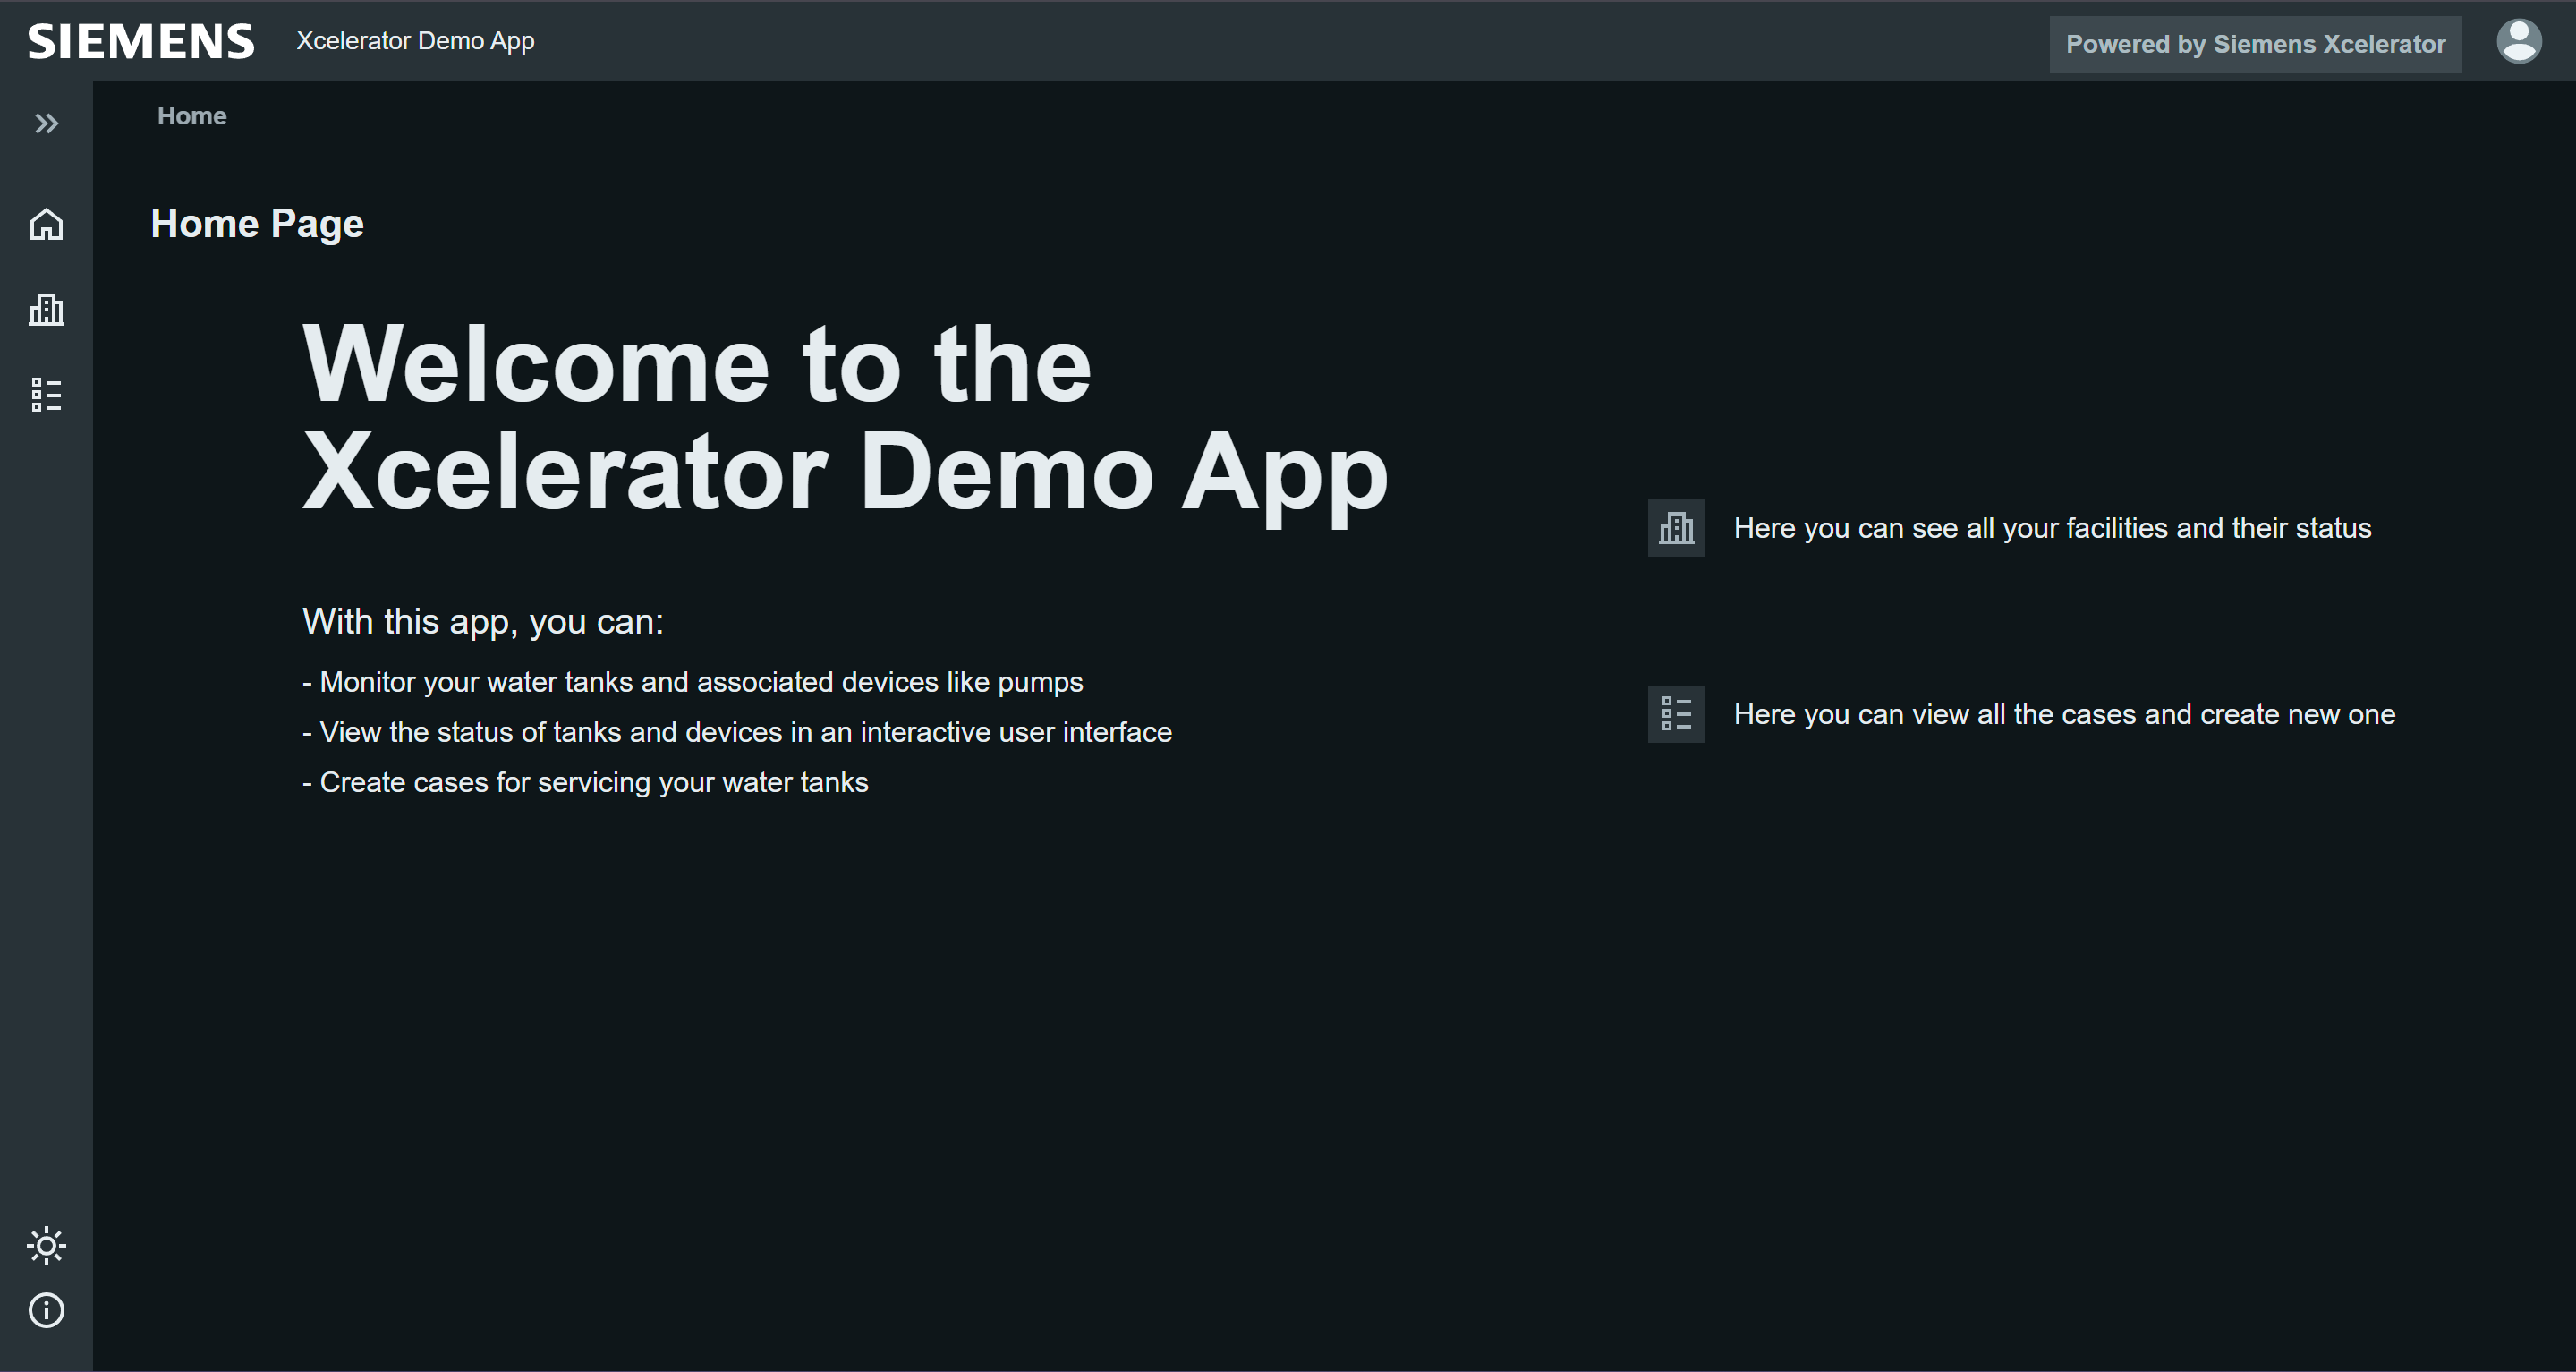 SIEMENS
Xcelerator Demo App
Powered by Siemens Xcelerator
Home
Home Page
Welcome to the
Xcelerator Demo App
With this app, you can:
- Monitor your water tanks and associated devices like pumps
- View the status of tanks and devices in an interactive user interface
- Create cases for servicing your water tanks
Here you can see all your facilities and their status
Here you can view all the cases and create new one